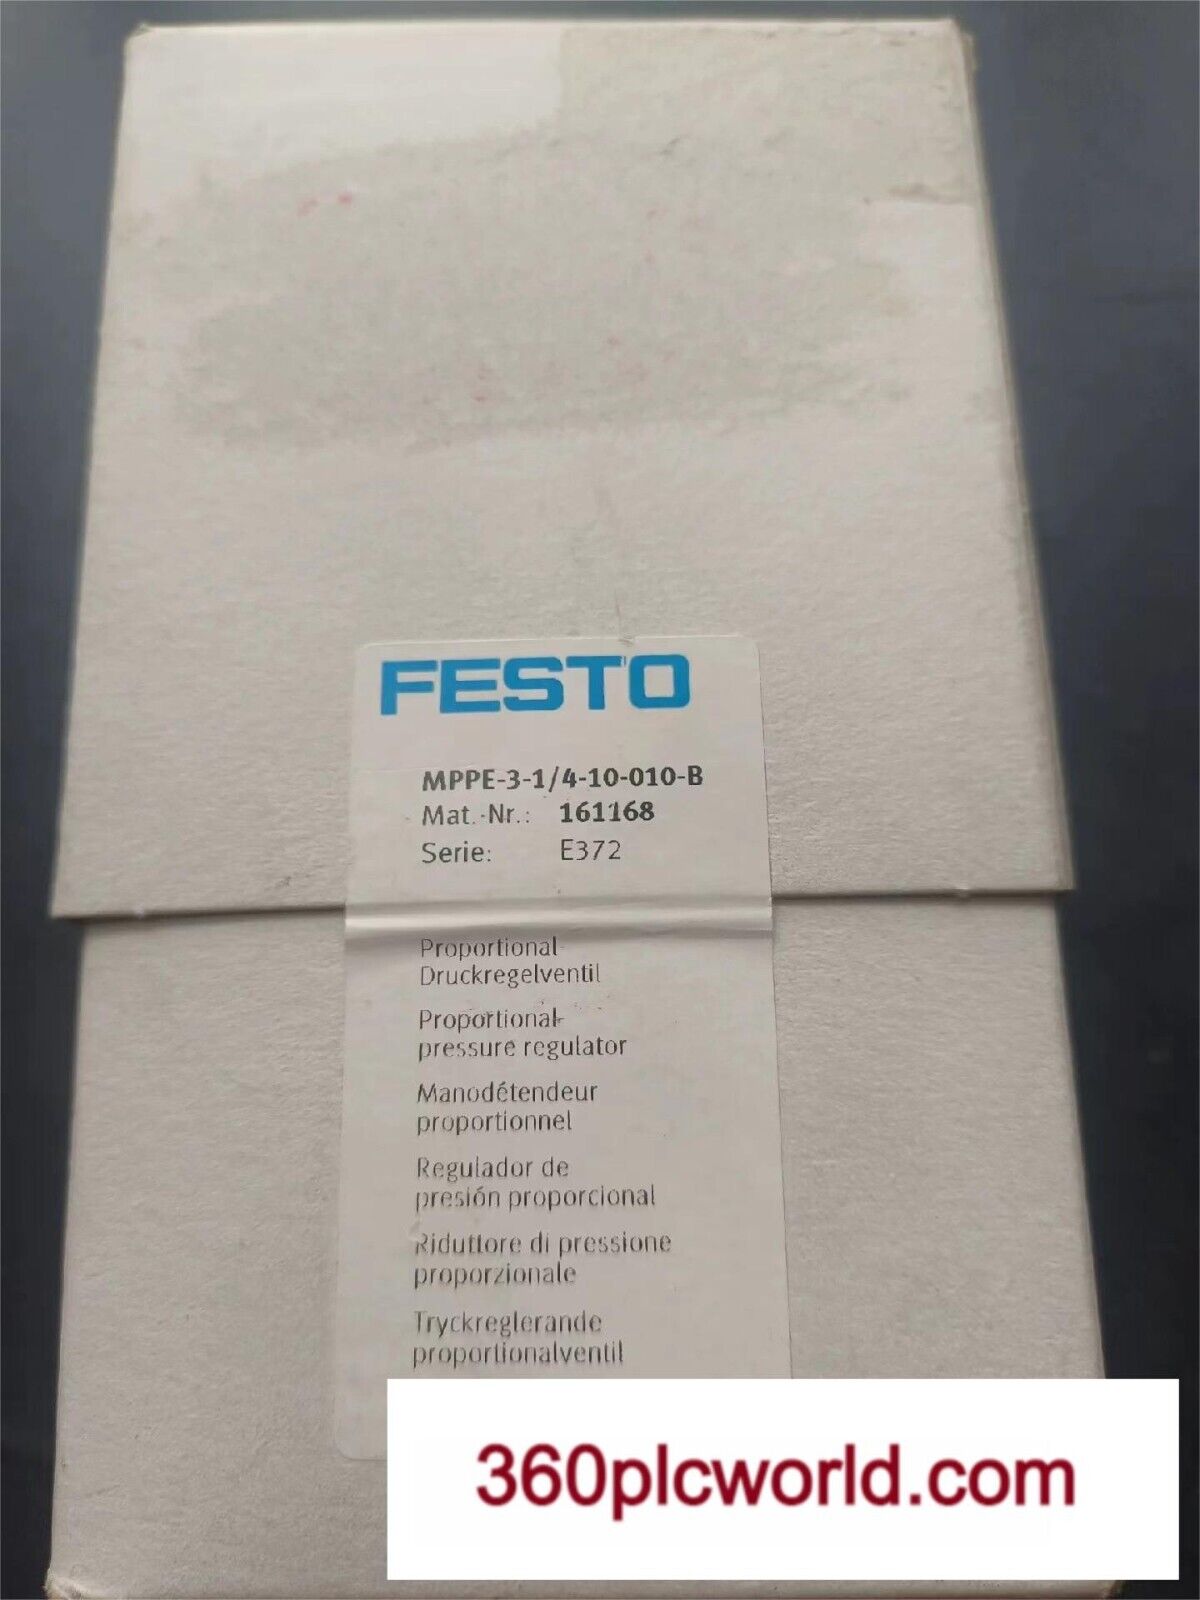 FESTO
MPPE-3-1/4-10-010-B
Mat.-Nr.: 161168
Serie: E372
Proportional-
Druckregelventil
Proportional-
pressure regulator
Manodétendeur
proportionnel
Regulador de
presión proporcional
Riduttore di pressione
proporzionale
Tryckreglerande
proportionalventil
360plcworld.com